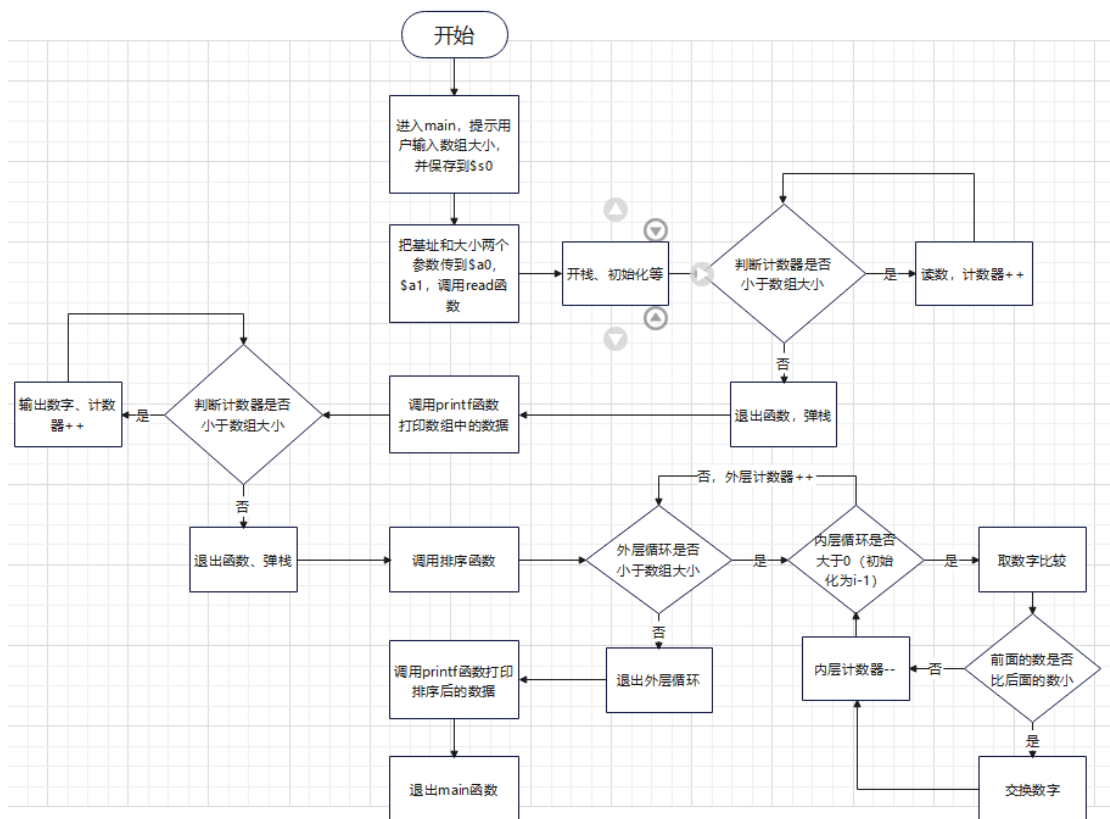 开始
进入main，提示用
户输入数组大小，
并保存到$s0
把基址和大小两个
参数传到$a0,
$a1，调用read函
数
开栈、初始化等
判断计数器是否
小于数组大小
是
读数，计数器++
否
退出函数，弹栈
调用printf函数
打印数组中的数据
判断计数器是否
小于数组大小
是
输出数字、计数
器++
否
退出函数、弹栈
调用排序函数
外层循环是否
小于数组大小
是
否，外层计数器++
内层循环是否
大于0（初始
化为i-1）
是
取数字比较
前面的数是否
比后面的数小
否
内层计数器--
是
交换数字
否
退出外层循环
调用printf函数打印
排序后的数据
退出main函数